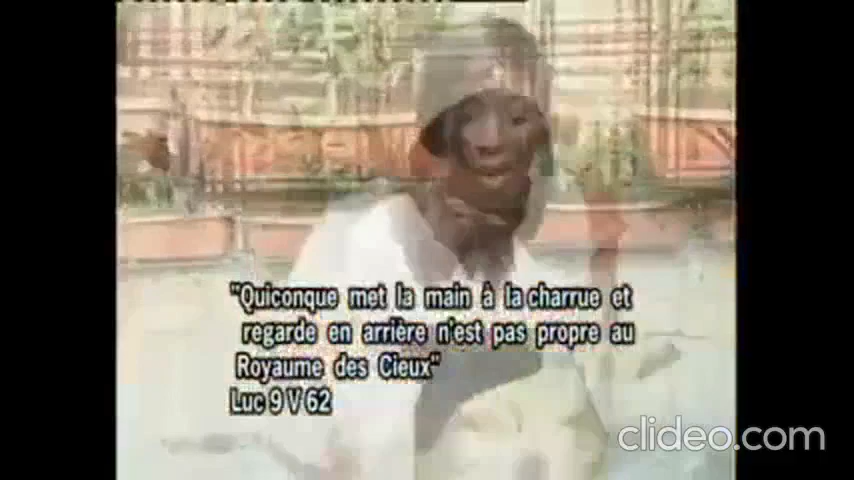 "Quiconque met la main à la charrue et
regarde en arrière n'est pas propre au
Royaume des Cieux"
Luc 9 V 62
clideo.com